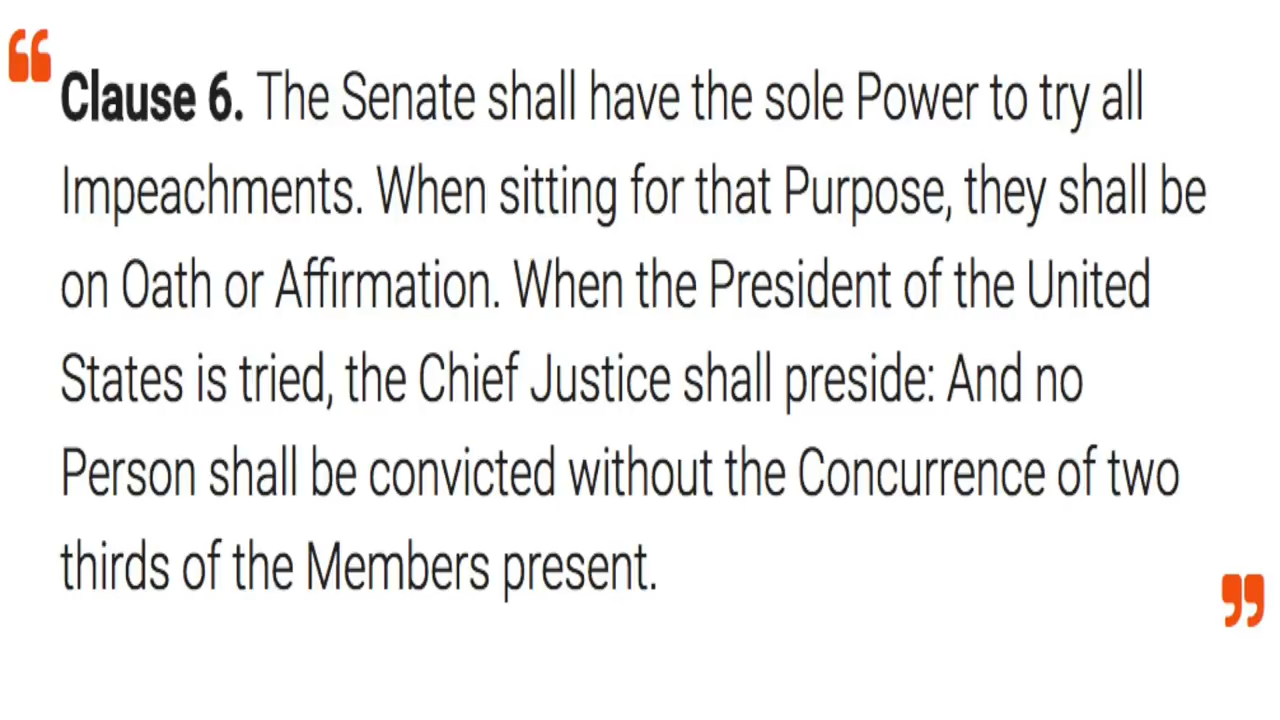 “Clause 6. The Senate shall have the sole Power to try all
Impeachments. When sitting for that Purpose, they shall be
on Oath or Affirmation. When the President of the United
States is tried, the Chief Justice shall preside: And no
Person shall be convicted without the Concurrence of two
thirds of the Members present.
”